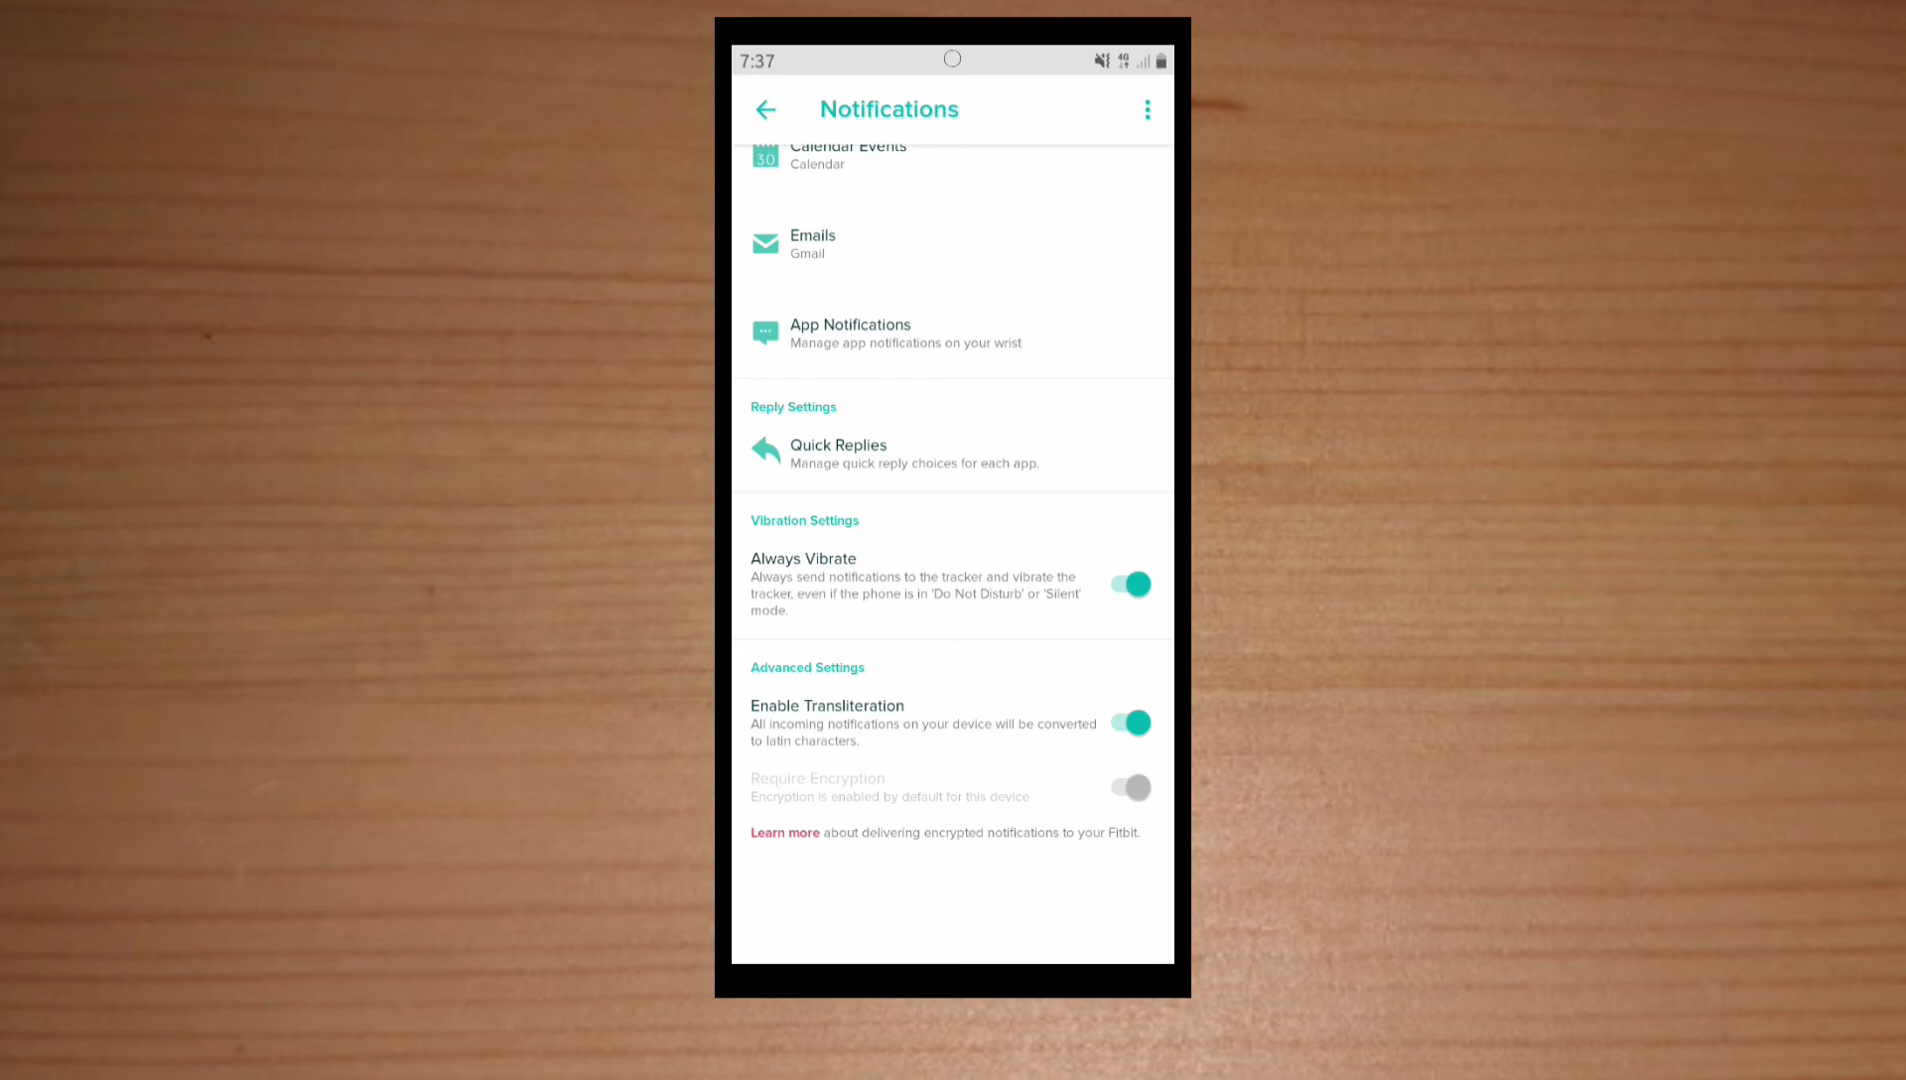 7:37
4G
Notifications
Calendar Events
30
Calendar
Emails
Gmail
App Notifications
Manage app notifications on your wrist
Reply Settings
Quick Replies
Manage quick reply choices for each app.
Vibration Settings
Always Vibrate
Always send notifications to the tracker and vibrate the
tracker, even if the phone is in 'Do Not Disturb' or 'Silent'
mode.
Advanced Settings
Enable Transliteration
All incoming notifications on your device will be converted
to latin characters.
Require Encryption
Encryption is enabled by default for this device
Learn more about delivering encrypted notifications to your Fitbit.